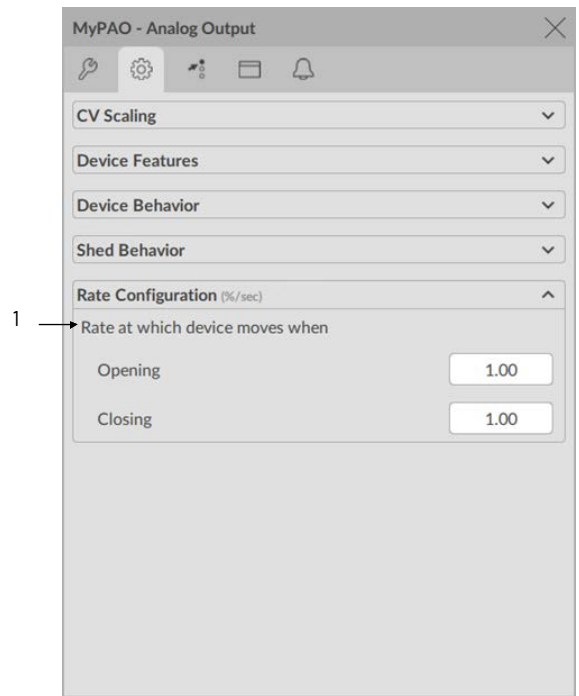 MyPAO - Analog Output
CV Scaling
Device Features
Device Behavior
Shed Behavior
Rate Configuration (%/sec)
1
Rate at which device moves when
Opening 1.00
Closing 1.00